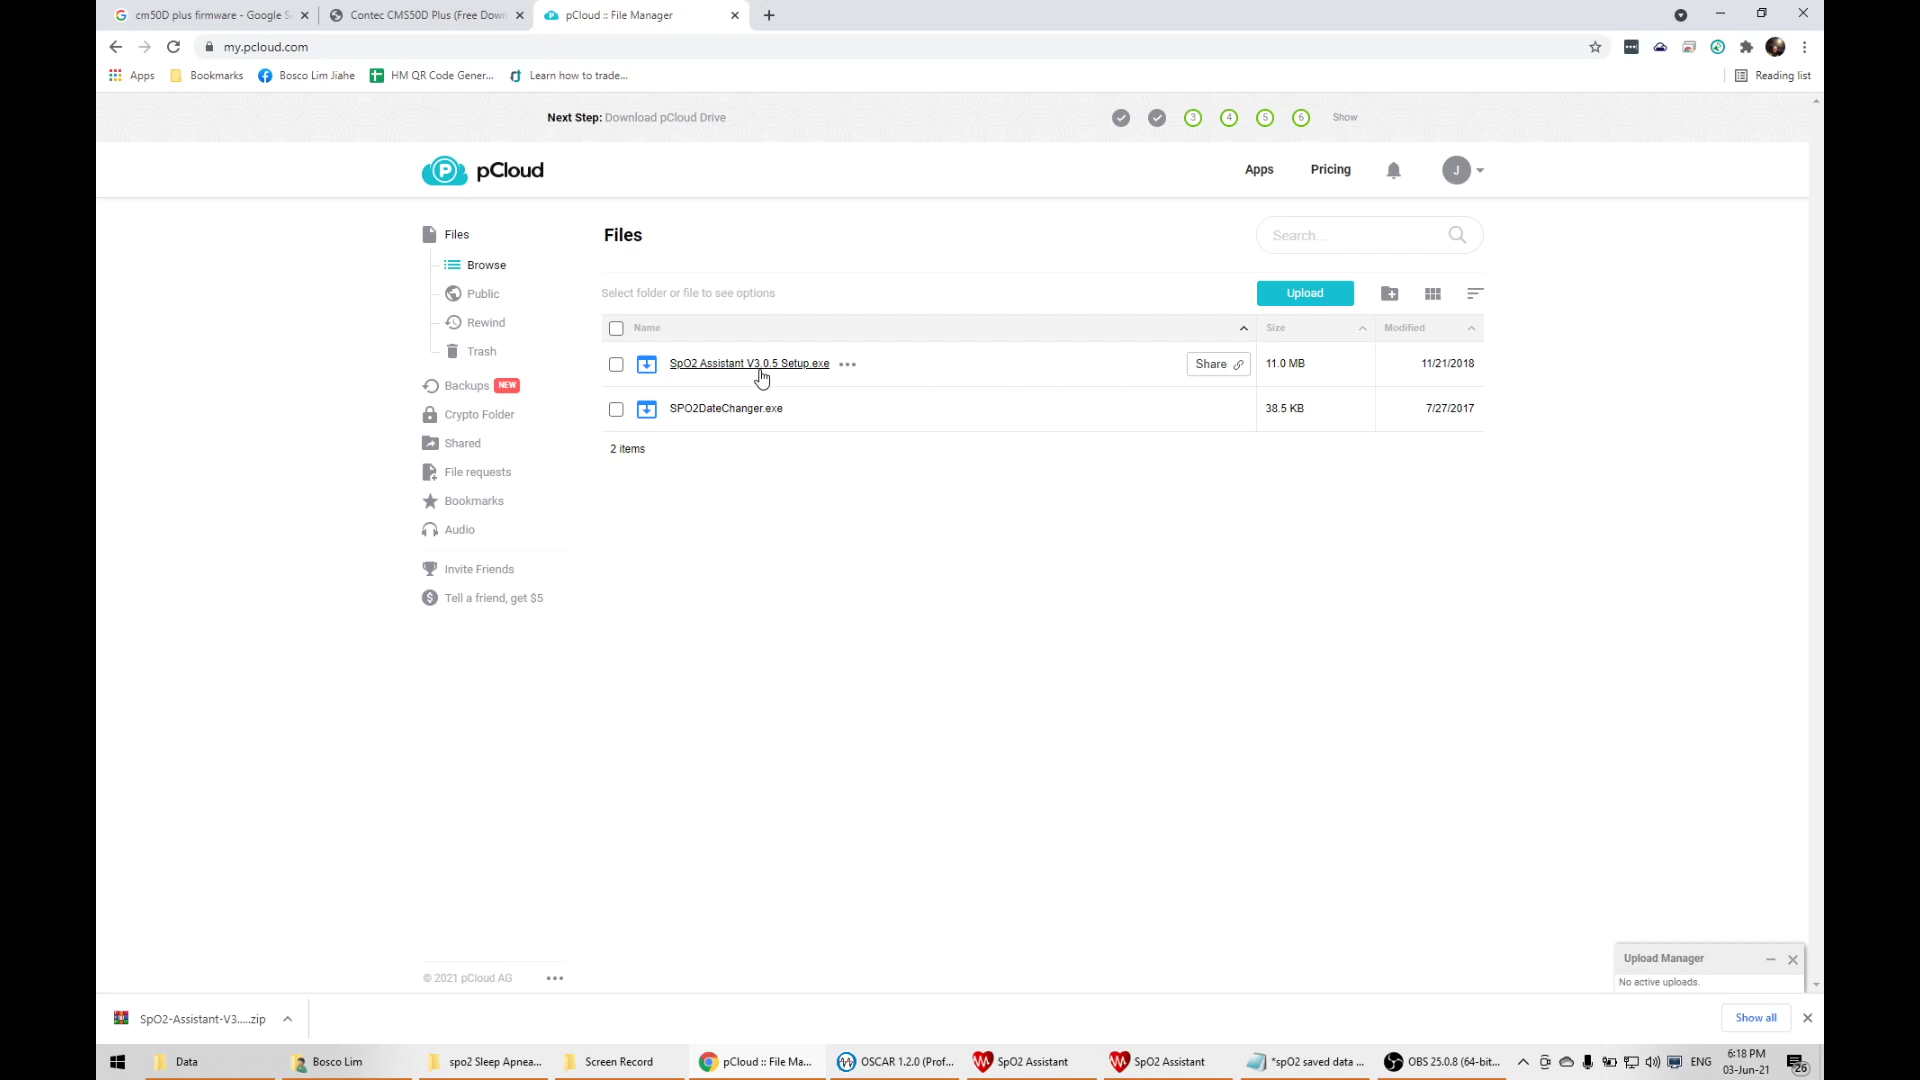 cm50D plus firmware - Google S
Contec CMS50D Plus (Free Down
pCloud :: File Manager
my.pcloud.com
Apps
Bookmarks
Bosco Lim Jiahe
HM QR Code Gener...
Learn how to trade...
Reading list
Next Step: Download pCloud Drive
3
4
5
6
Show
P
pCloud
Apps
Pricing
J
Files
Browse
Public
Rewind
Trash
Backups NEW
Crypto Folder
Shared
File requests
Bookmarks
Audio
Invite Friends
Tell a friend, get $5
Files
Search...
Select folder or file to see options
Upload
Name
Size
Modified
SpO2 Assistant V3.0.5 Setup.exe
Share
11.0 MB
11/21/2018
SPO2DateChanger.exe
38.5 KB
7/27/2017
2 items
© 2021 pCloud AG
Upload Manager
No active uploads.
SpO2-Assistant-V3.....zip
Show all
Data
Bosco Lim
spo2 Sleep Apnea...
Screen Record
pCloud :: File Ma...
OSCAR 1.2.0 (Prof...
SpO2 Assistant
SpO2 Assistant
*spO2 saved data ...
OBS 25.0.8 (64-bit...
ENG
6:18 PM
03-Jun-21
26